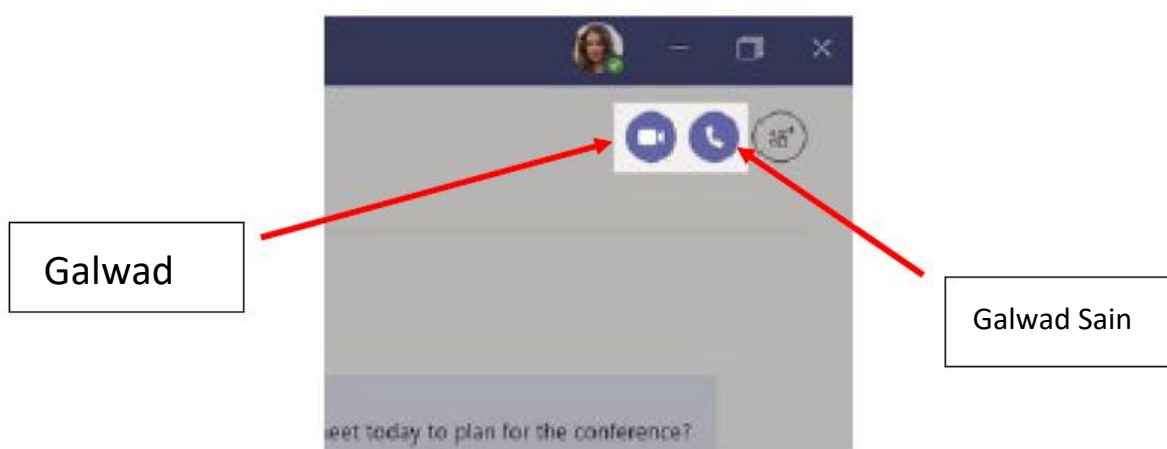 Galwad
Galwad Sain
eet today to plan for the conference?